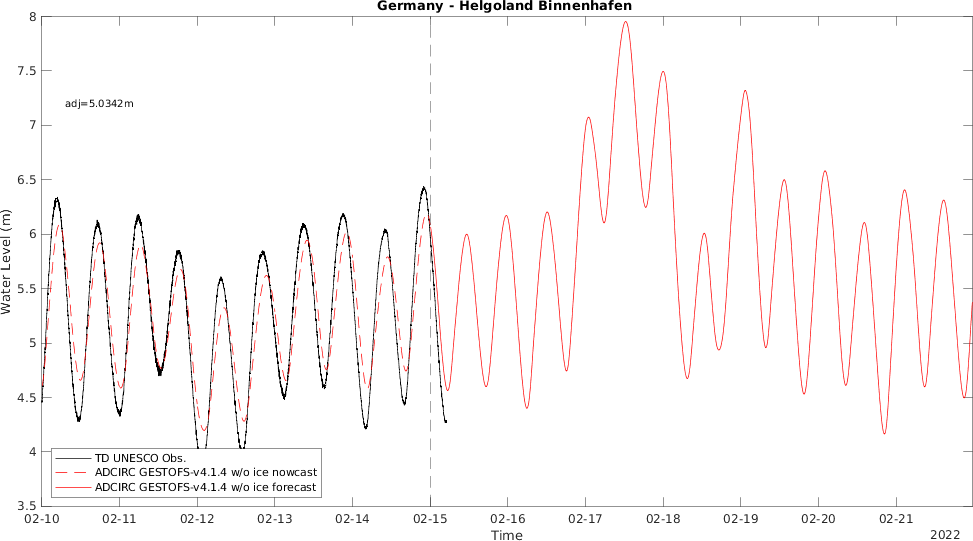 Germany - Helgoland Binnenhafen
8
7.5
7
6.5
6
5.5
5
4.5
4
3.5
Water Level (m)
adj=5.0342m
TD UNESCO Obs.
ADCIRC GESTOFS-v4.1.4 w/o ice nowcast
ADCIRC GESTOFS-v4.1.4 w/o ice forecast
02-10 02-11 02-12 02-13 02-14 02-15 02-16 02-17 02-18 02-19 02-20 02-21
Time
2022